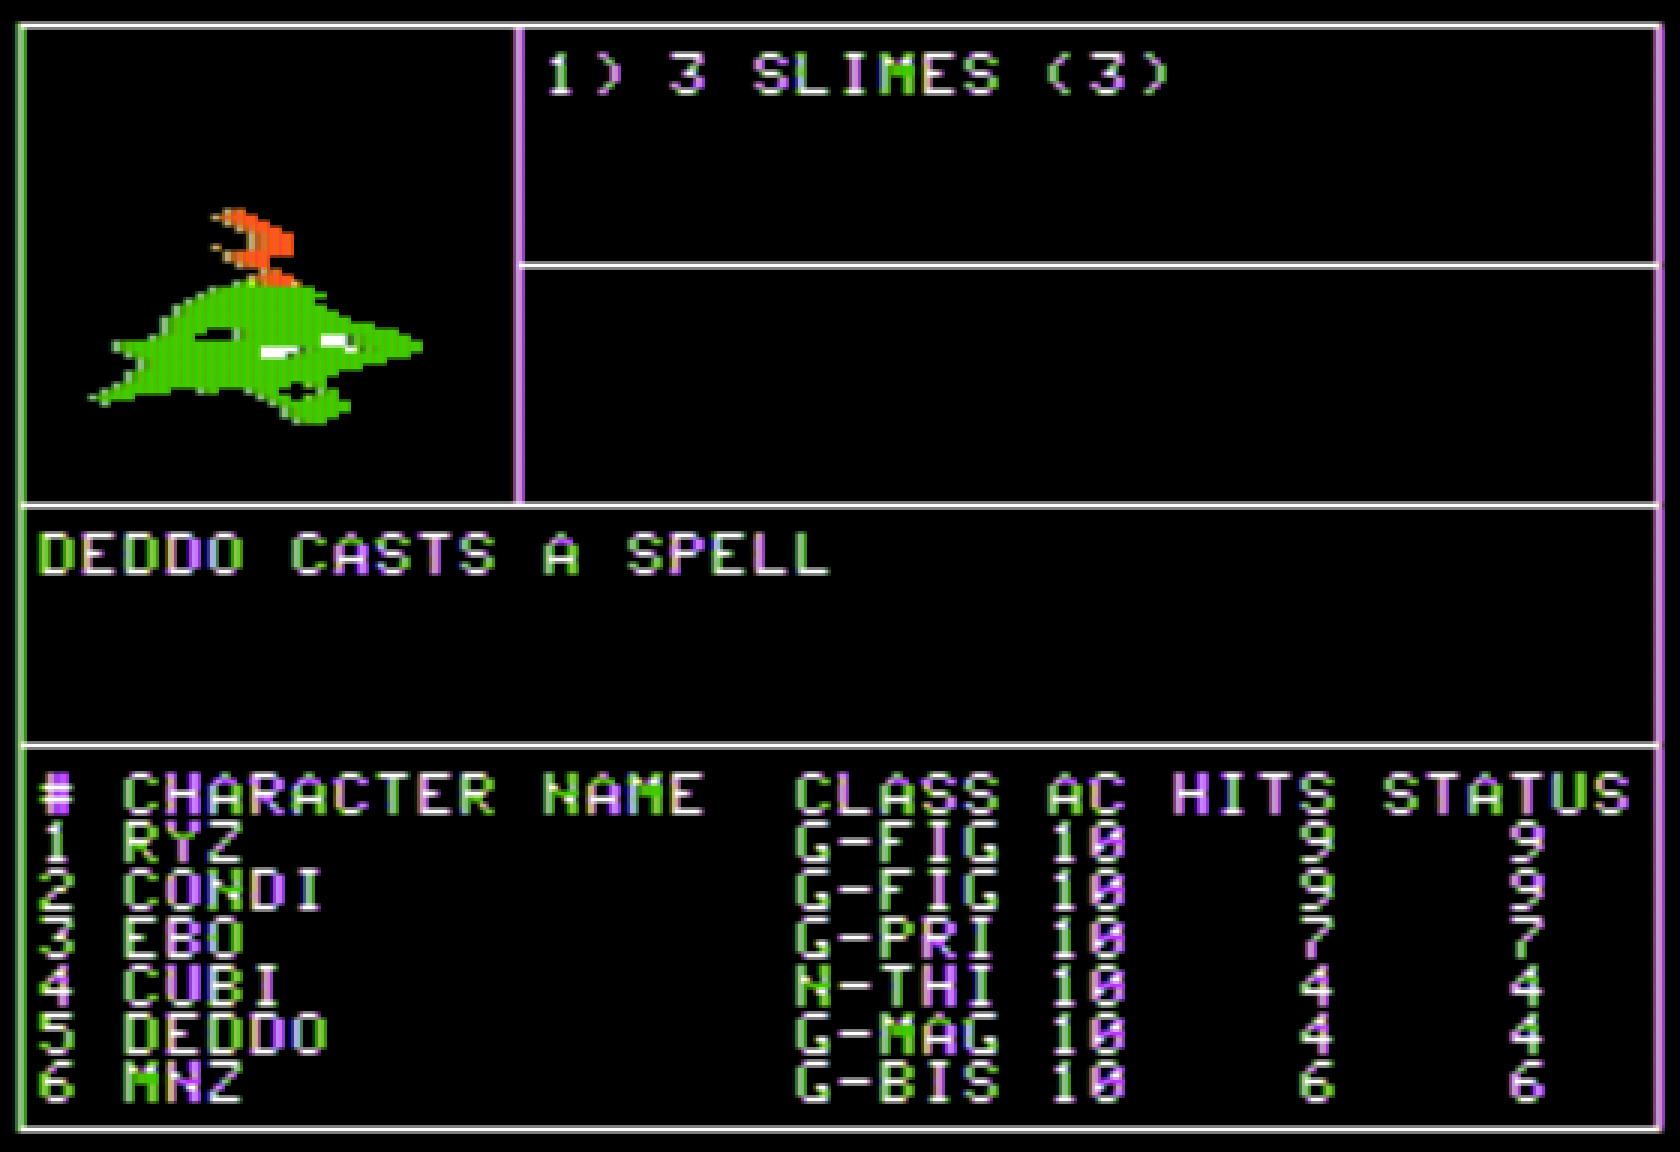 1) 3 SLIMES (3)
DEDDO CASTS A SPELL
# CHARACTER NAME CLASS AC HITS STATUS
1 RYZ G-FIG 10 9 9
2 CONDI G-FIG 10 9 9
3 EBO G-PRI 10 7 7
4 CUBI N-THI 10 4 4
5 DEDDO G-MAG 10 4 4
6 MNZ G-BIS 10 6 6